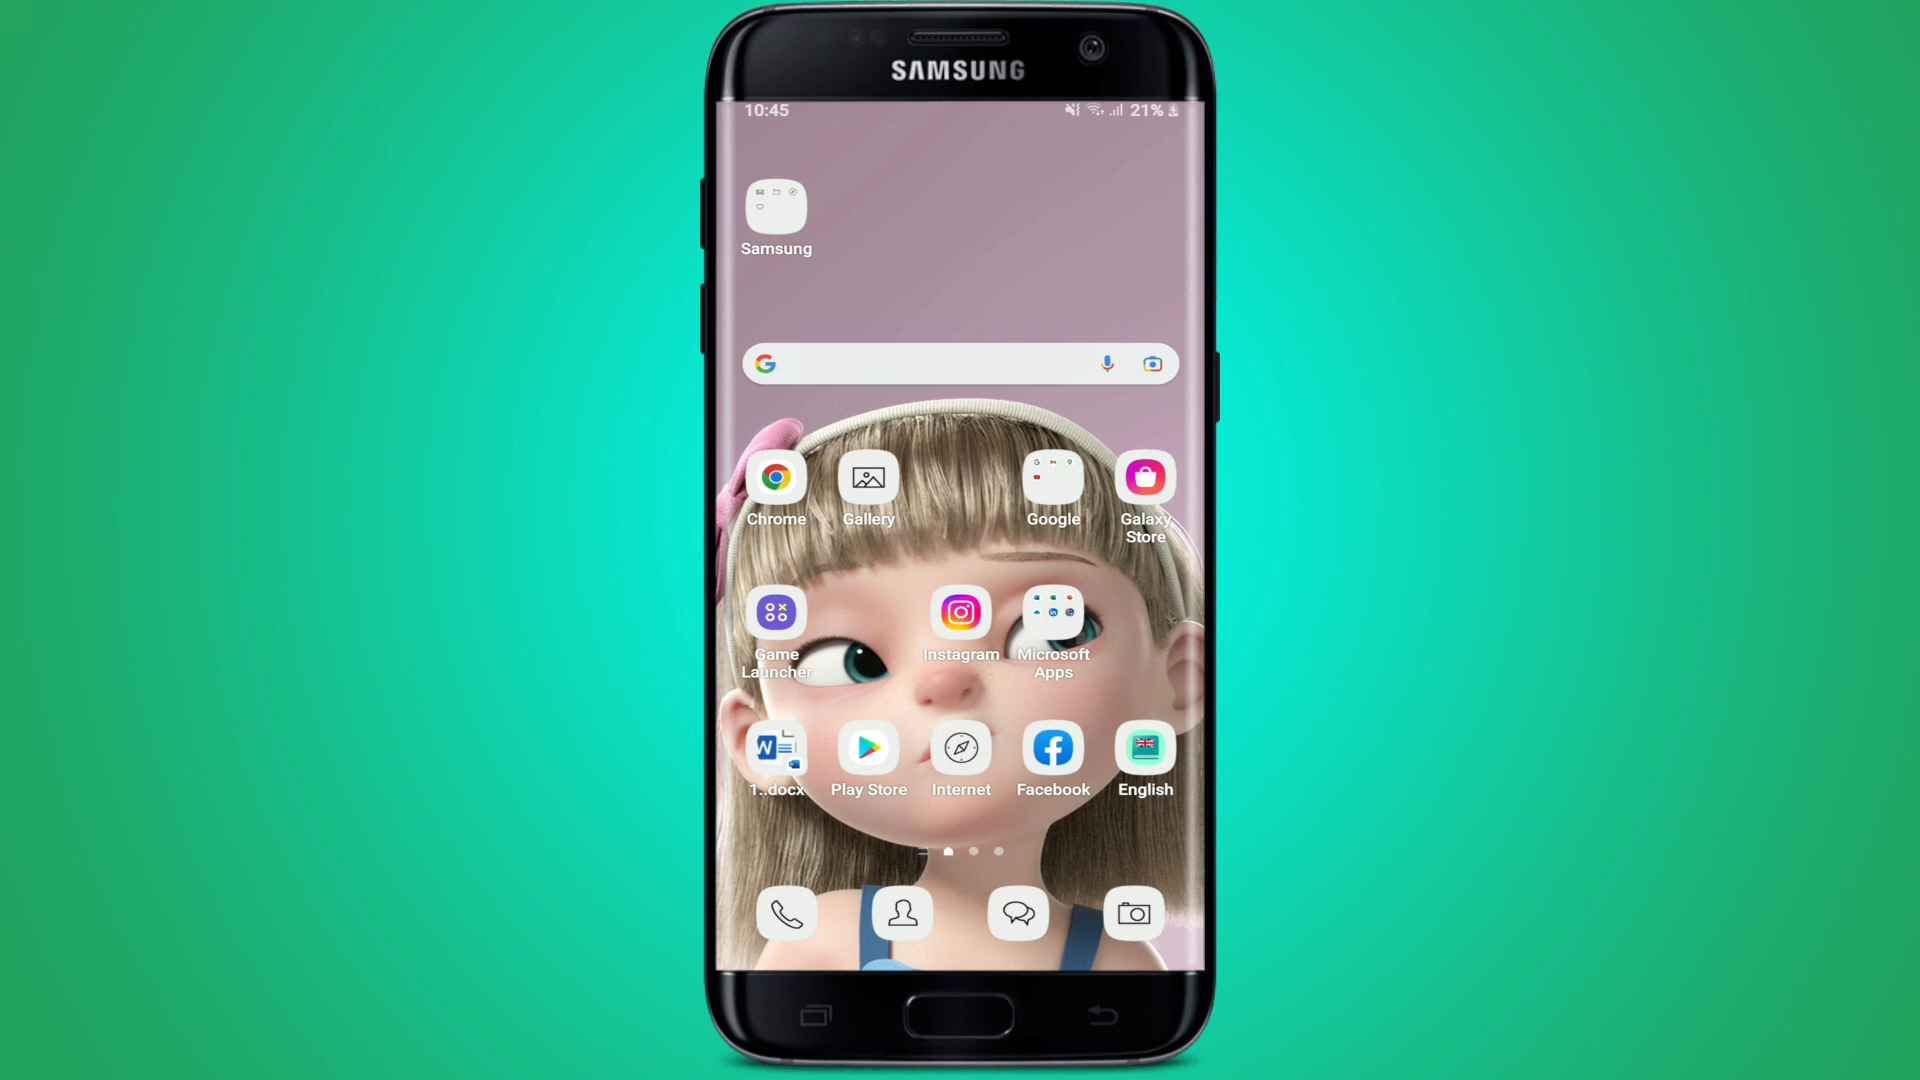 SAMSUNG
10:45
21%
Samsung
Chrome
Gallery
Google
Galaxy
Store
Game
Launcher
Instagram
Microsoft
Apps
1..docx
Play Store
Internet
Facebook
English